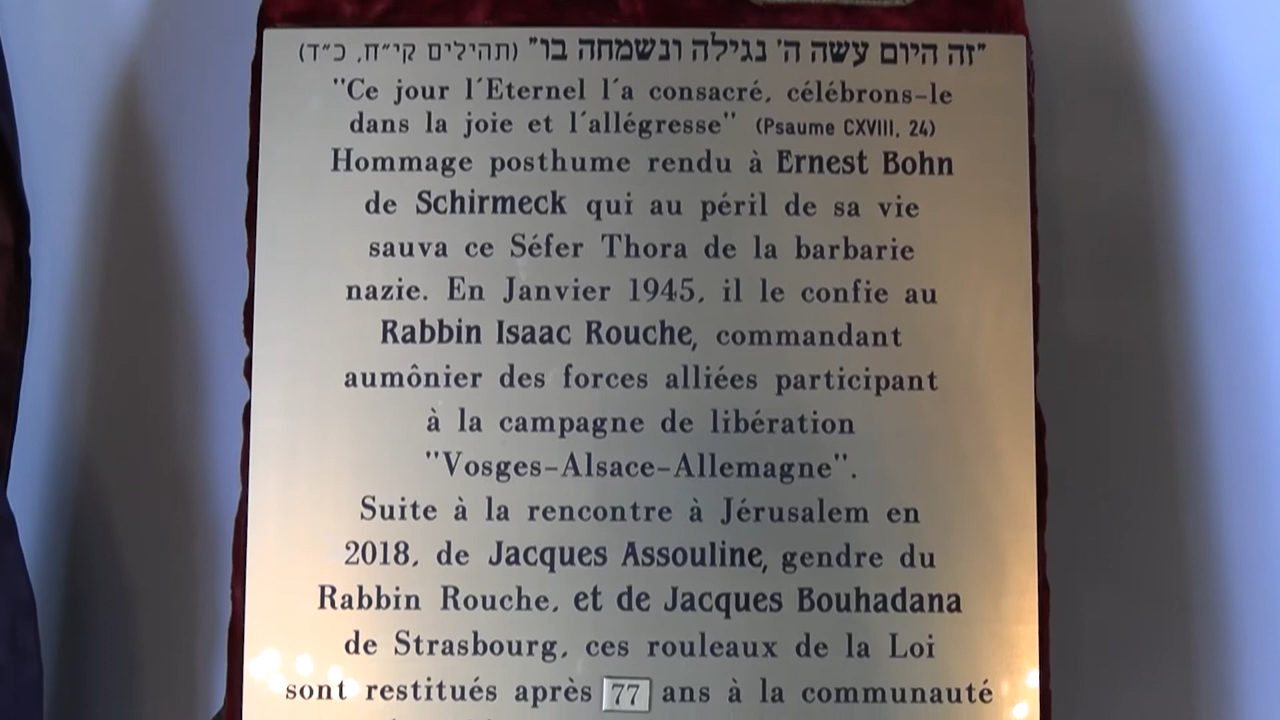 "זה היום עשה ה' נגילה ונשמחה בו" (תהילים קי״ח, כ״ד)
"Ce jour l'Eternel l'a consacré, célébrons-le
dans la joie et l'allégresse" (Psaume CXVIII, 24)
Hommage posthume rendu à Ernest Bohn
de Schirmeck qui au péril de sa vie
sauva ce Séfer Thora de la barbarie
nazie. En Janvier 1945, il le confie au
Rabbin Isaac Rouche, commandant
aumônier des forces alliées participant
à la campagne de libération
"Vosges-Alsace-Allemagne".
Suite à la rencontre à Jérusalem en
2018, de Jacques Assouline, gendre du
Rabbin Rouche, et de Jacques Bouhadana
de Strasbourg, ces rouleaux de la Loi
sont restitués après 77 ans à la communauté